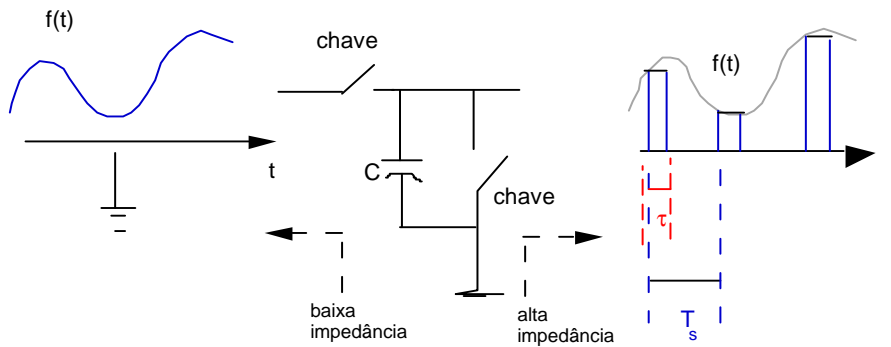 f(t)
chave
t
C
chave
baixa
impedância
alta
impedância
f(t)
τ
Ts